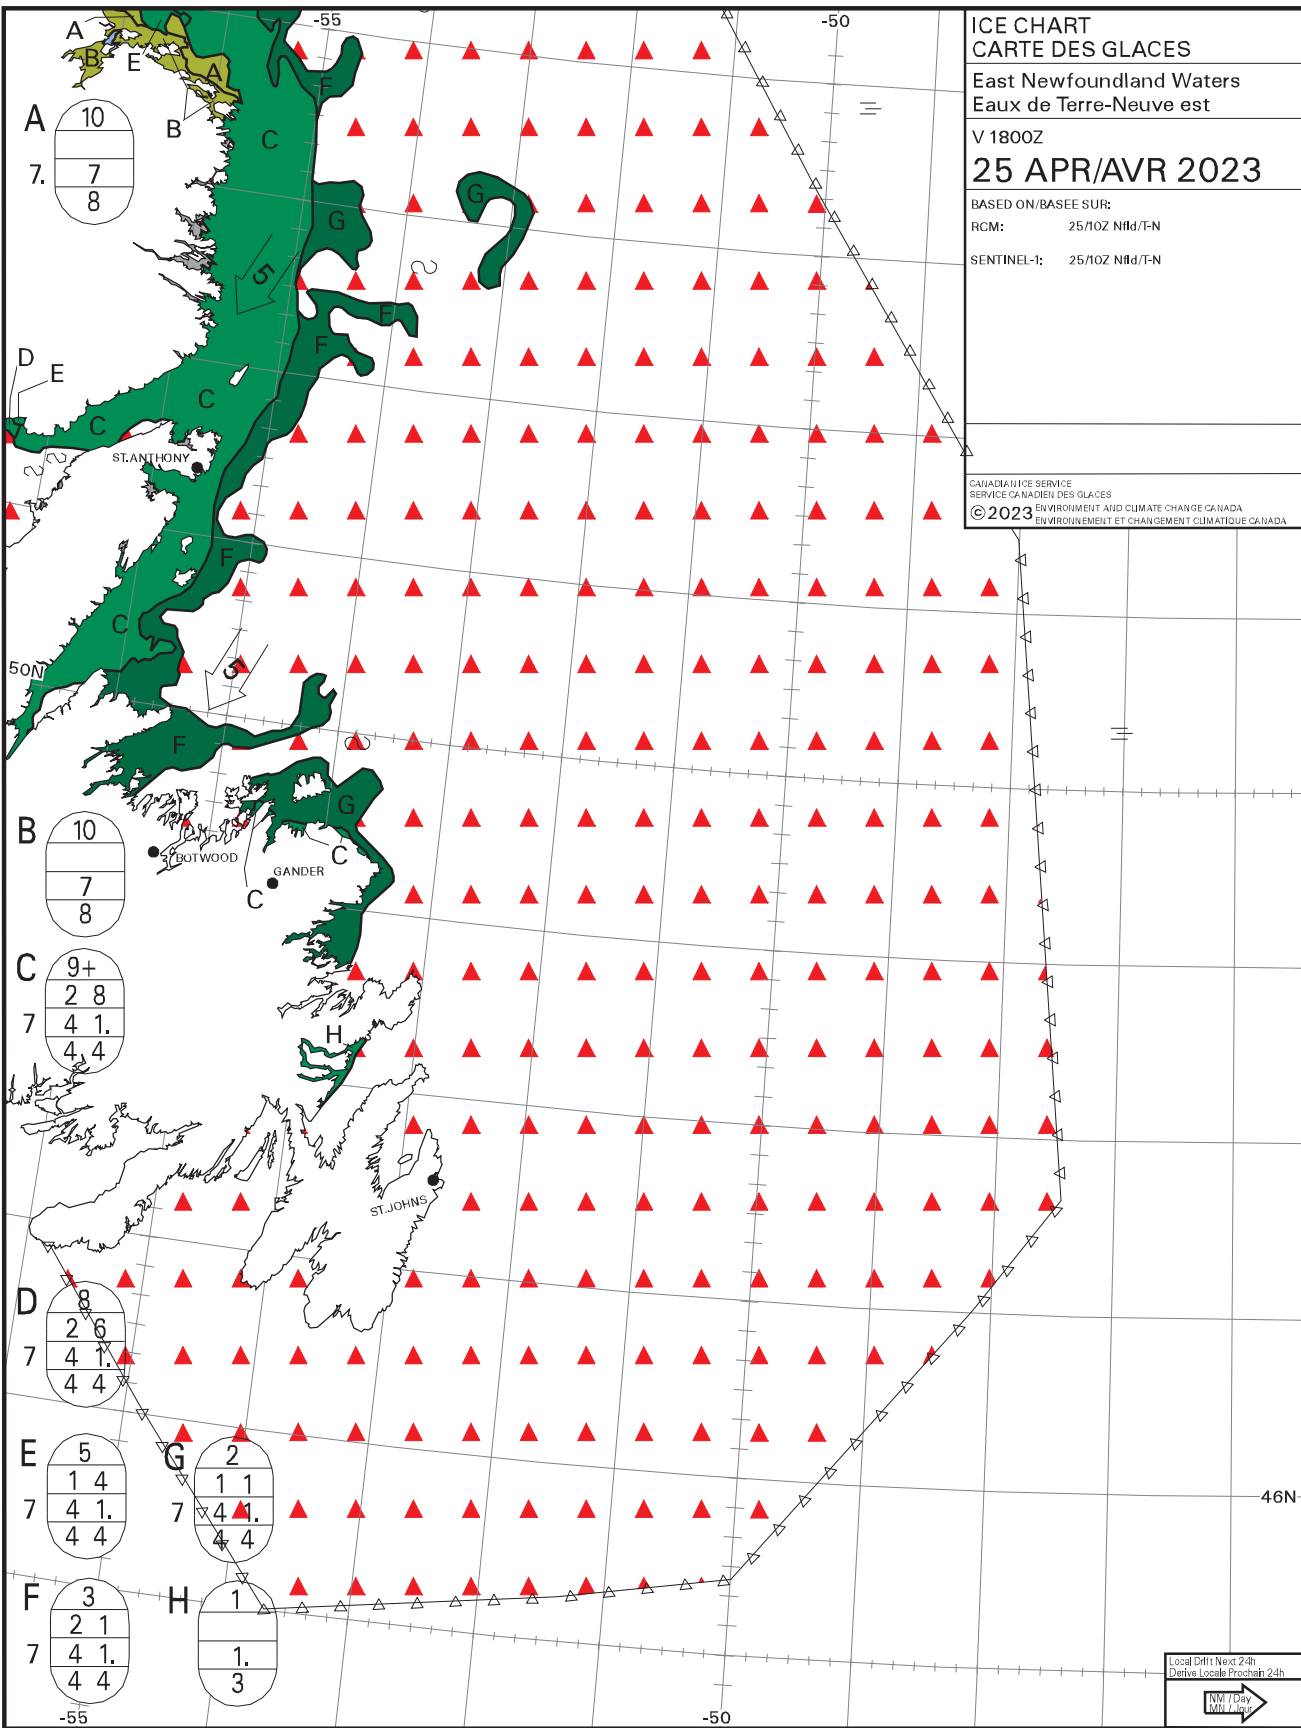 -55
-50
ICE CHART
CARTE DES GLACES
East Newfoundland Waters
Eaux de Terre-Neuve est
V 1800Z
25 APR/AVR 2023
BASED ON/BASEE SUR:
RCM: 25/10Z Nfld/T-N
SENTINEL-1: 25/10Z Nfld/T-N
CANADIAN ICE SERVICE
SERVICE CANADIEN DES GLACES
©2023 ENVIRONMENT AND CLIMATE CHANGE CANADA
ENVIRONNEMENT ET CHANGEMENT CLIMATIQUE CANADA
A
B
E
A
B
F
C
G
G
5
F
F
D
E
C
C
ST.ANTHONY
F
C
50N
5
F
G
C
BOTWOOD
GANDER
C
H
ST.JOHNS
A
10
7. 7
8
B
10
7
8
C
9+
2 8
7 4 1.
4 4
D
8
2 6
7 4 1.
4 4
E
5
1 4
7 4 1.
4 4
G
2
1 1
7 4 1.
4 4
F
3
2 1
7 4 1.
4 4
H
1
1.
3
46N
-55
-50
Local Drift Next 24h
Derive Locale Prochain 24h
NM / Day
MN / Jour